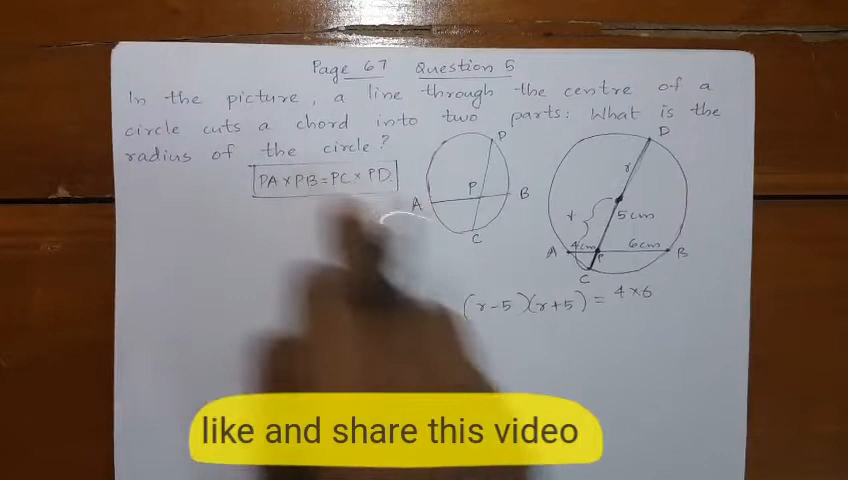 Page 67 Question 5
In the picture, a line through the centre of a
circle cuts a chord into two parts: What is the
radius of the circle?
PA × PB = PC × PD.
D
P
A
B
C
D
r
r
5cm
4cm
6cm
A
P
B
C
(r-5)(r+5) = 4×6
like and share this video